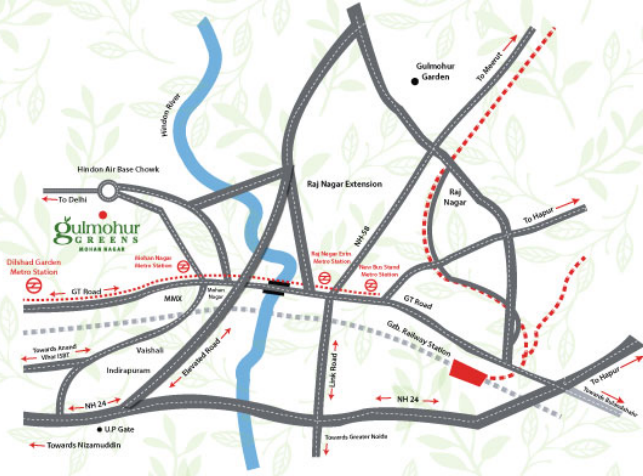 Gulmohur
Garden
To Meerut
Hindon River
Hindon Air Base Chowk
To Delhi
Raj Nagar Extension
Raj
Nagar
NH-58
To Hapur
gulmohur
GREENS
MOHAN NAGAR
Dilshad Garden
Metro Station
Mohan Nagar
Metro Station
Raj Nagar Extn
Metro Station
New Bus Stand
Metro Station
GT Road
MMX
Mohan
Nagar
GT Road
Gzb. Railway Station
Towards Anand
Vihar ISBT
Vaishali
Indirapuram
Elevated Road
Link Road
To Hapur
Towards Bulandshahr
NH 24
NH 24
U.P Gate
Towards Nizamuddin
Towards Greater Noida